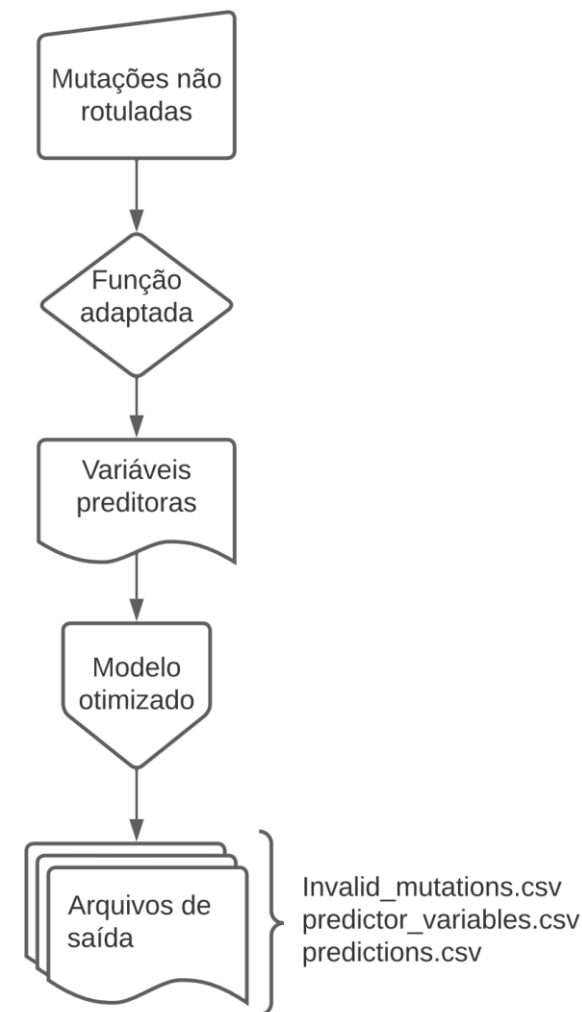 Mutações não
rotuladas
Função
adaptada
Variáveis
preditoras
Modelo
otimizado
Arquivos de
saída
Invalid_mutations.csv
predictor_variables.csv
predictions.csv